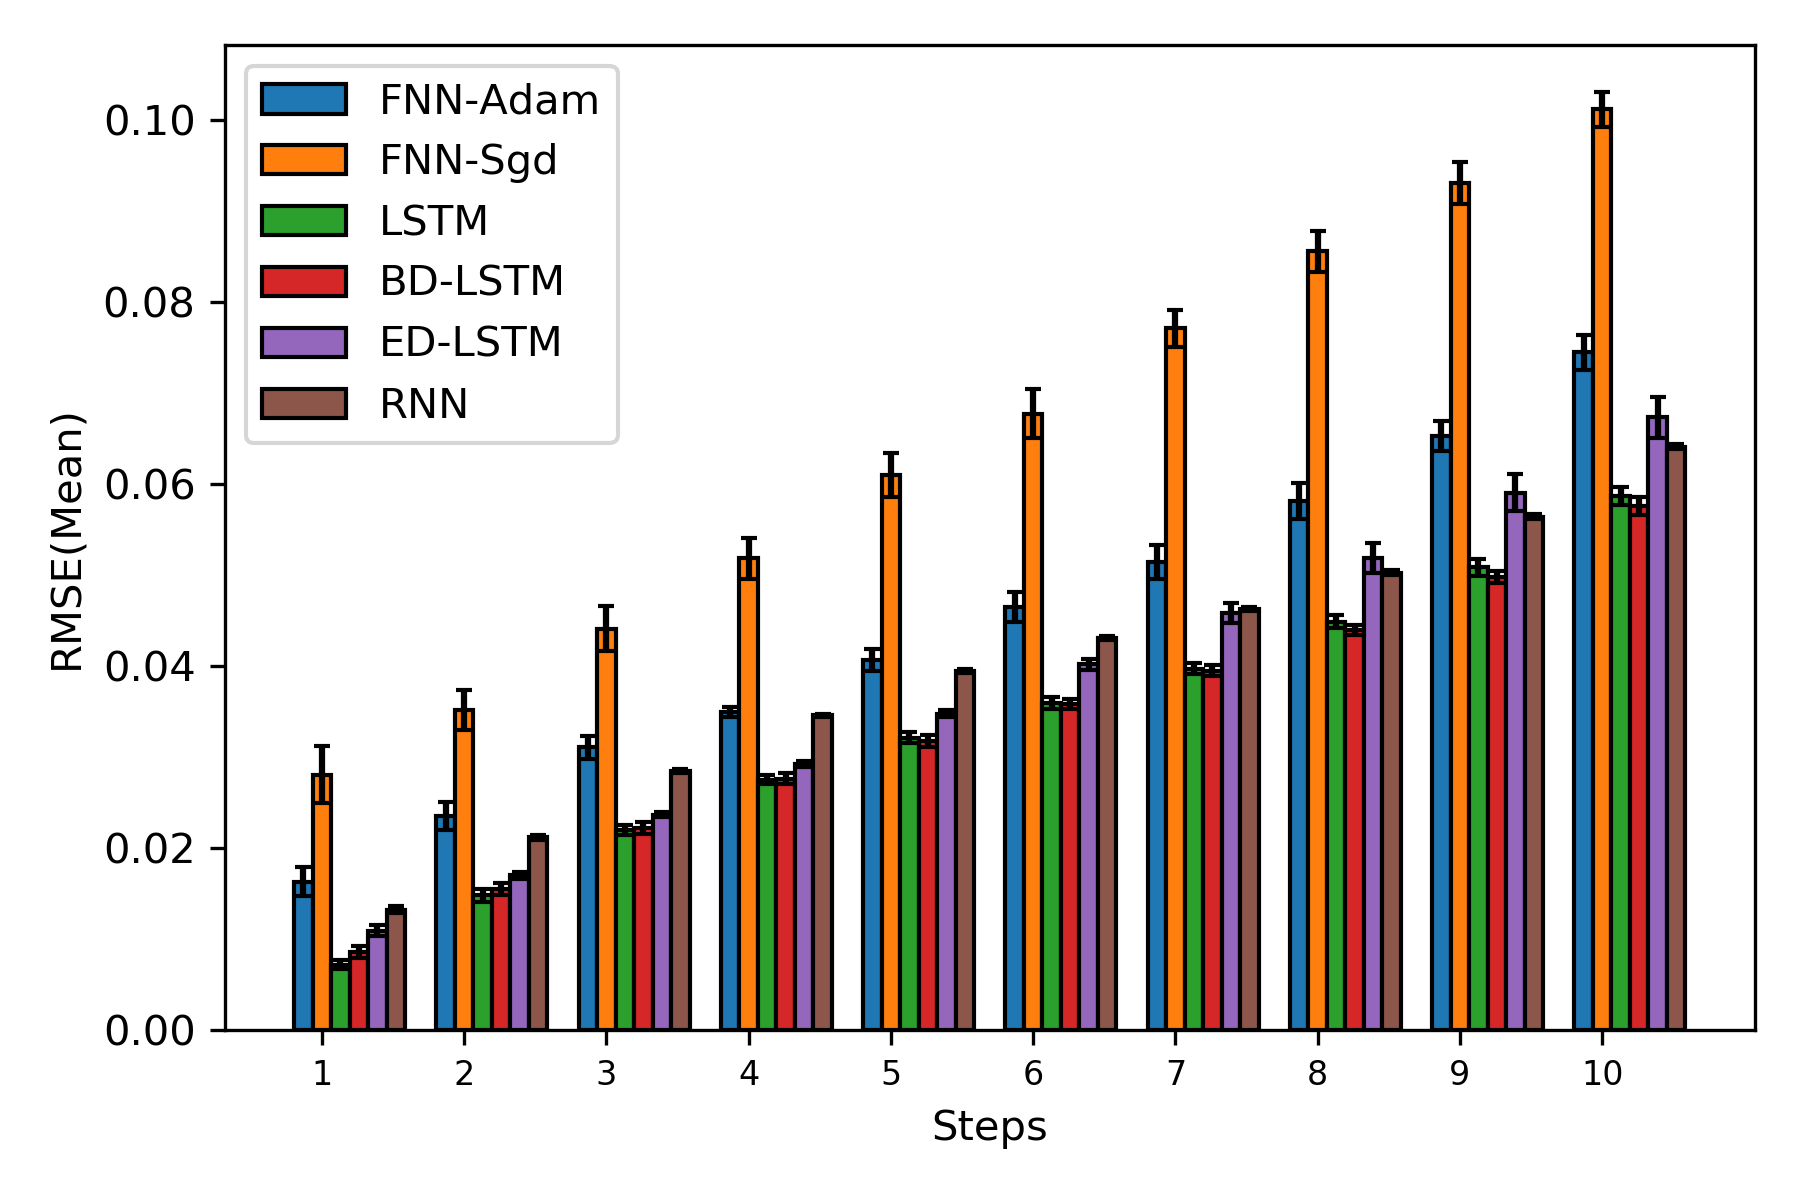 FNN-Adam
FNN-Sgd
LSTM
BD-LSTM
ED-LSTM
RNN
RMSE(Mean)
0.10
0.08
0.06
0.04
0.02
0.00
1 2 3 4 5 6 7 8 9 10
Steps